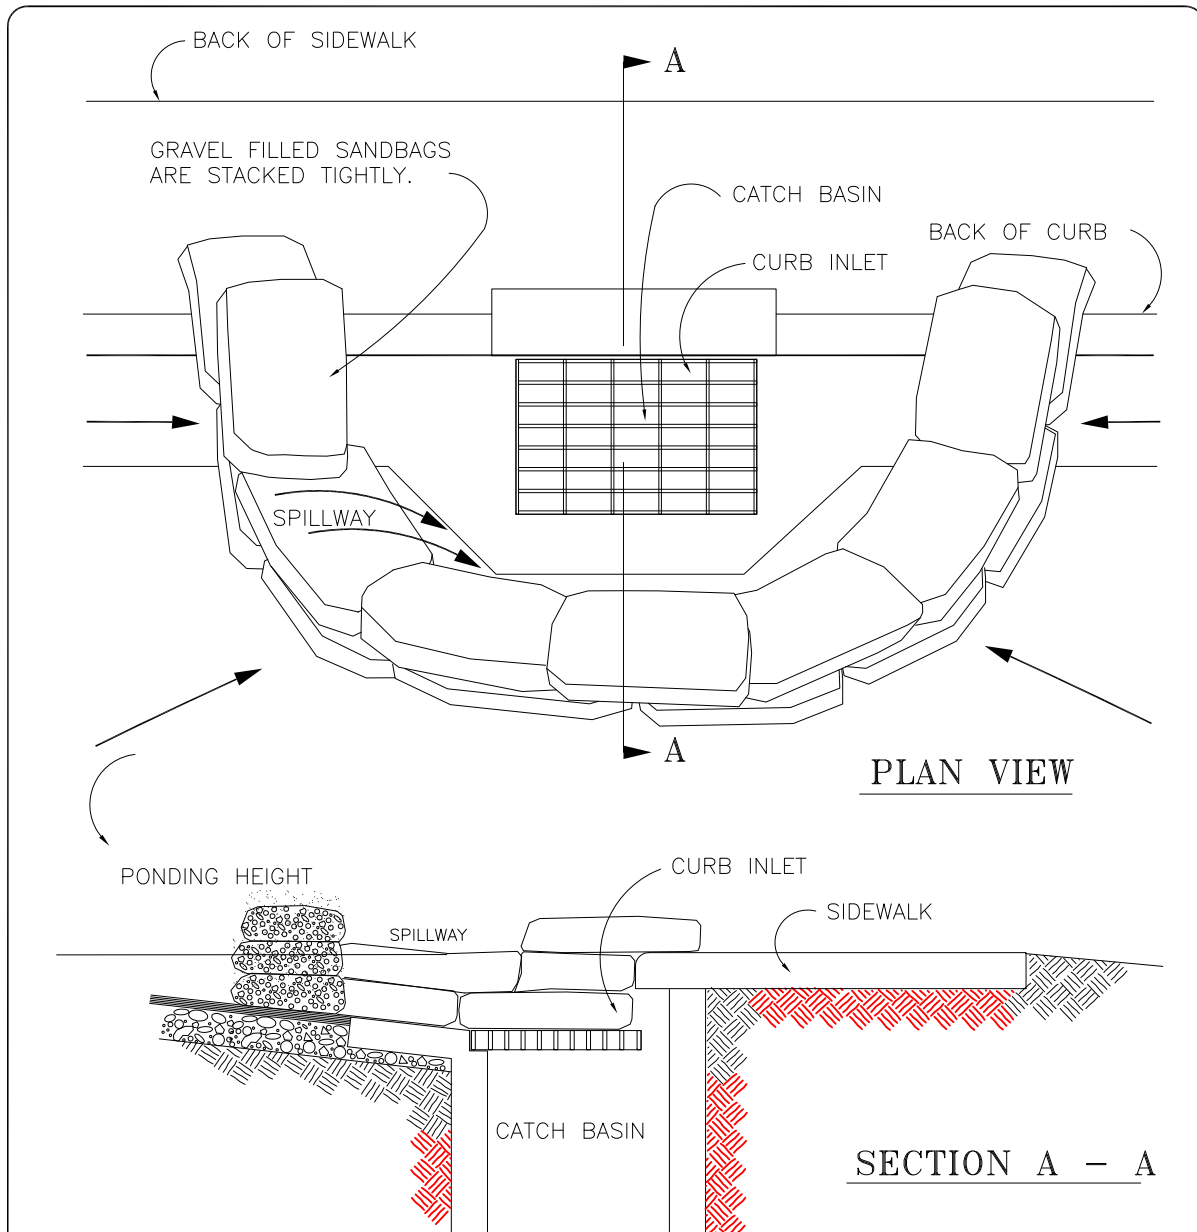 BACK OF SIDEWALK
A
GRAVEL FILLED SANDBAGS
ARE STACKED TIGHTLY.
CATCH BASIN
BACK OF CURB
CURB INLET
SPILLWAY
A
PLAN VIEW
PONDING HEIGHT
CURB INLET
SIDEWALK
SPILLWAY
CATCH BASIN
SECTION A – A